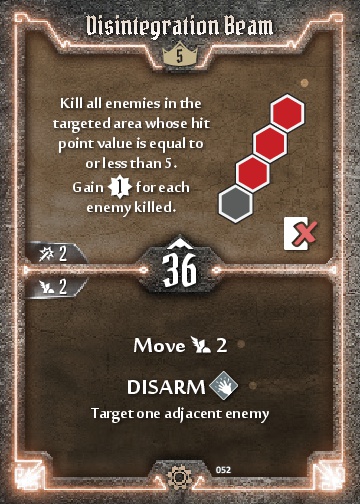 Disintegration Beam
5
Kill all enemies in the
targeted area whose hit
point value is equal to
or less than 5.
Gain 1 for each
enemy killed.
2
36
2
Move 2
DISARM
Target one adjacent enemy
052